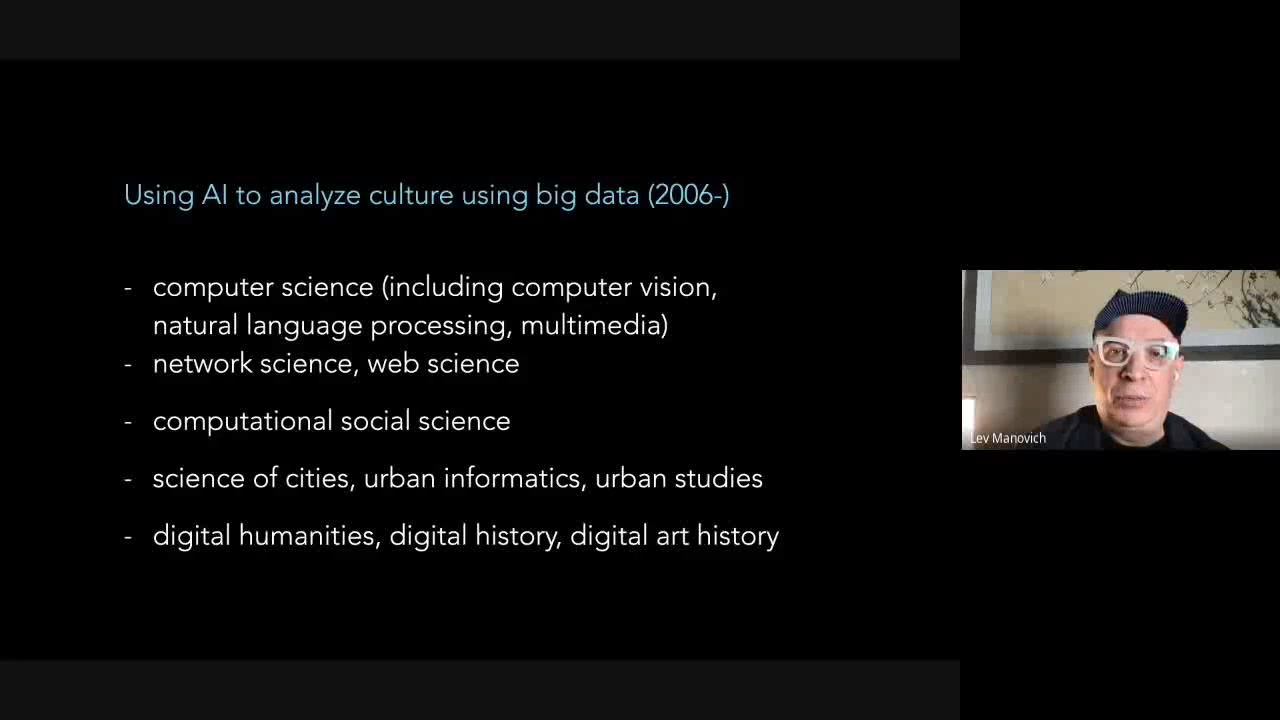 Using AI to analyze culture using big data (2006-)
- computer science (including computer vision,
natural language processing, multimedia)
- network science, web science
- computational social science
- science of cities, urban informatics, urban studies
- digital humanities, digital history, digital art history
Lev Manovich